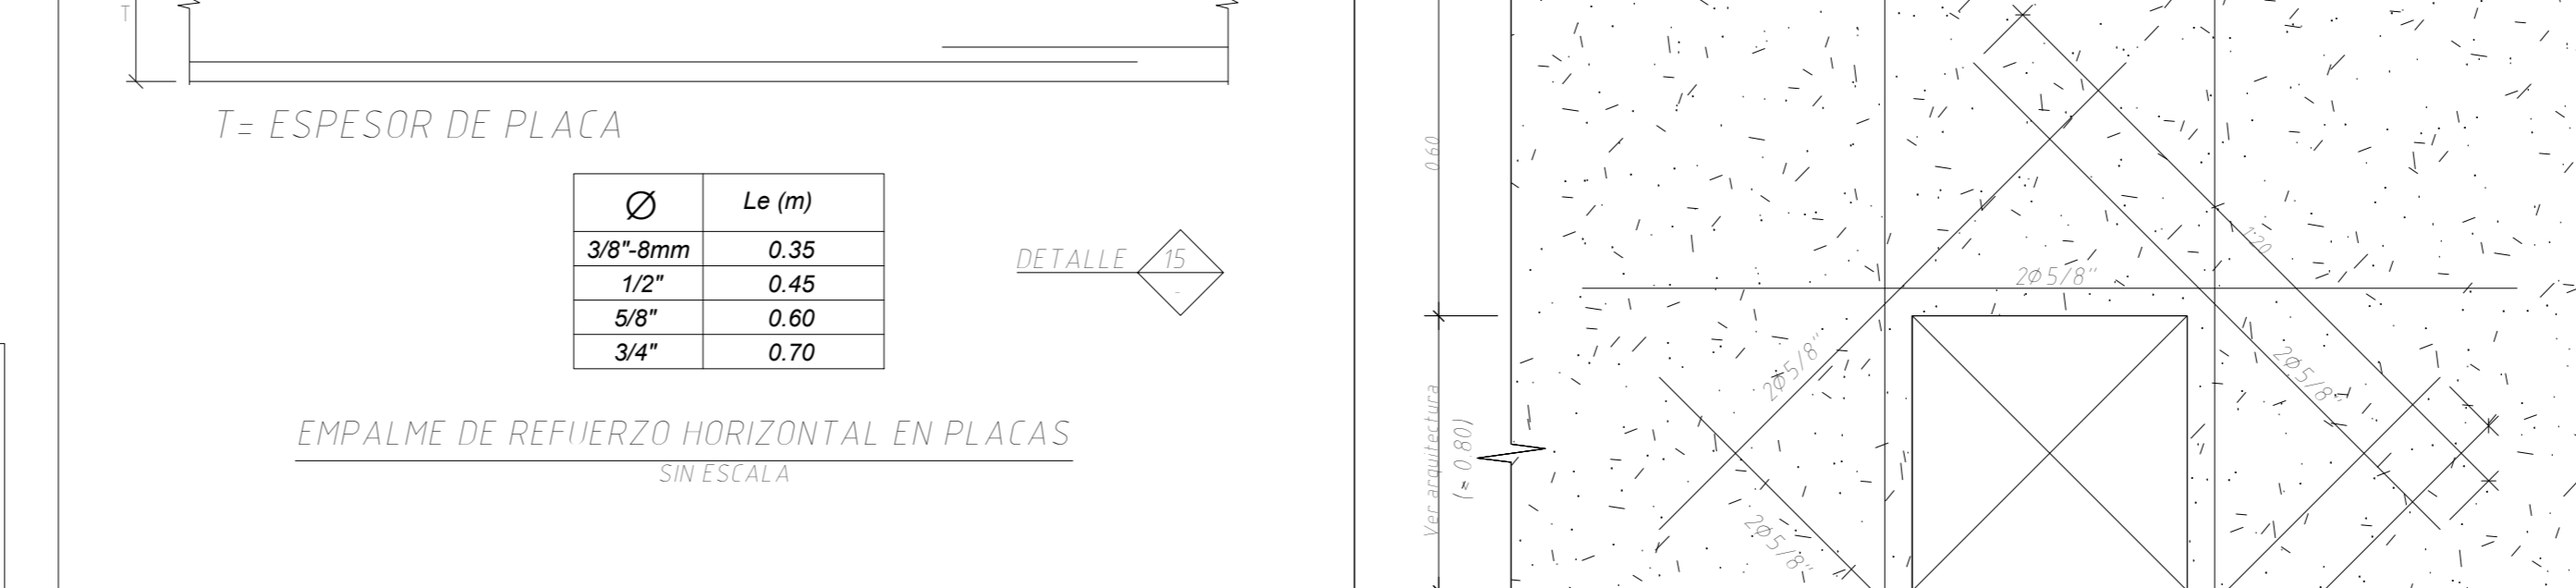 T
T= ESPESOR DE PLACA
Ø Le (m)
3/8"-8mm 0.35
1/2" 0.45
5/8" 0.60
3/4" 0.70
DETALLE 15
-
EMPALME DE REFUERZO HORIZONTAL EN PLACAS
SIN ESCALA
0.60
Ver arquitectura
(= 0.80)
1.20
2Ø5/8"
2Ø5/8"
2Ø5/8"
2Ø5/8"